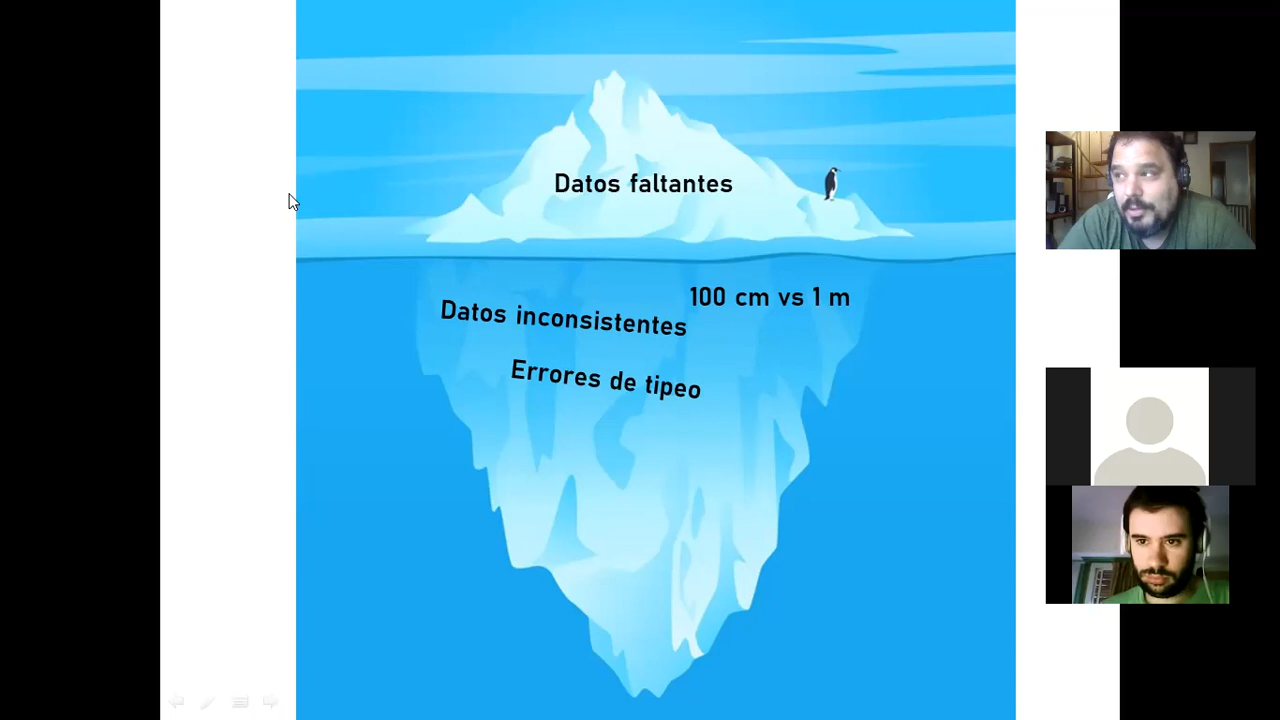 Datos faltantes
100 cm vs 1 m
Datos inconsistentes
Errores de tipeo